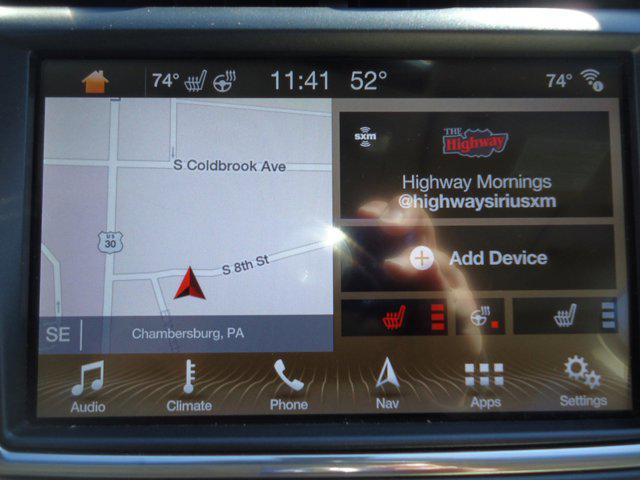 74° 11:41 52° 74°
S Coldbrook Ave
U S
30
S 8th St
SE
Chambersburg, PA
sxm
THE
Highway
Highway Mornings
@highwaysiriusxm
Add Device
Audio Climate Phone Nav Apps Settings